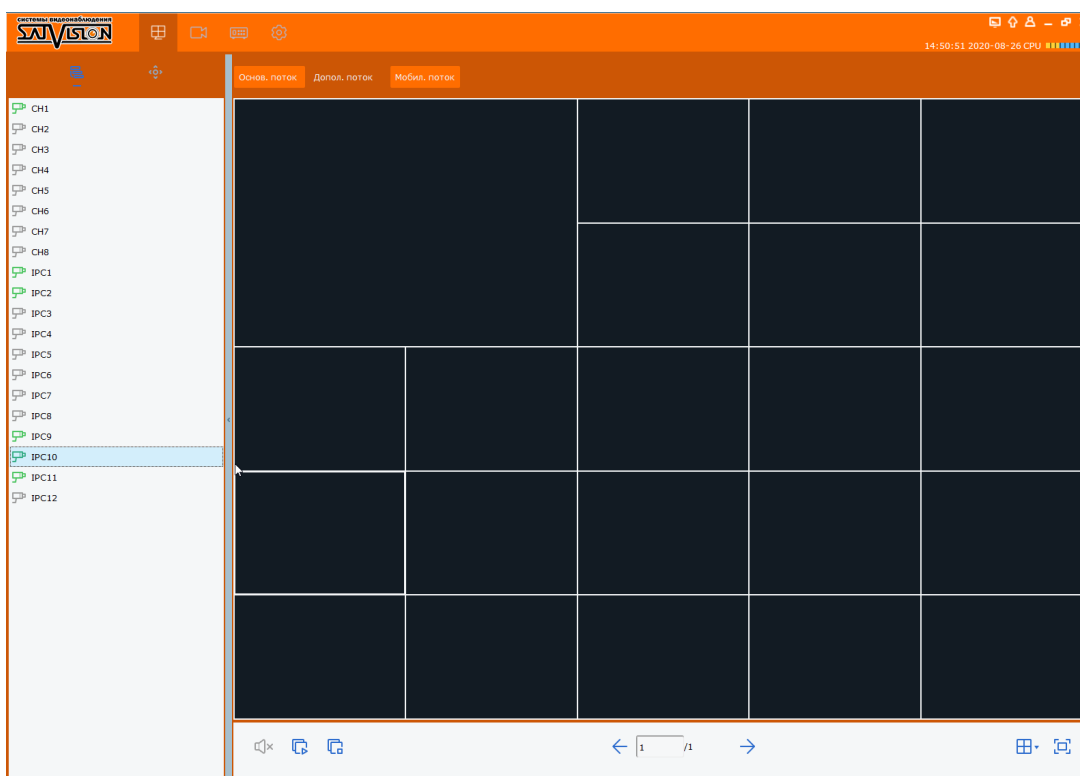 системы видеонаблюдения
SATVISION
14:50:51 2020-08-26 CPU
Основ. поток
Допол. поток
Мобил. поток
CH1
CH2
CH3
CH4
CH5
CH6
CH7
CH8
IPC1
IPC2
IPC3
IPC4
IPC5
IPC6
IPC7
IPC8
IPC9
IPC10
IPC11
IPC12
1 /1